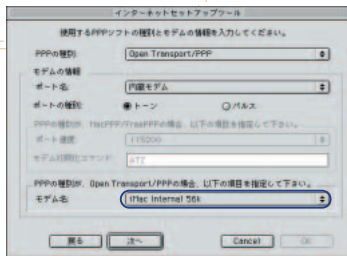 インターネットセットアップツール
使用するPPPソフトの種別とモデムの情報を入力してください。
PPPの種別: Open Transport/PPP
モデムの情報
ポート名: 内蔵モデム
ポートの種別: トーン パルス
PPPの種別が、MacPPP/FreePPPの場合、以下の項目を指定して下さい。
ポート速度: 115200
モデム初期化コマンド: ATZ
PPPの種別が、Open Transport/PPPの場合、以下の項目を指定して下さい。
モデム名: iMac Internal 56k
戻る 次へ Cancel OK